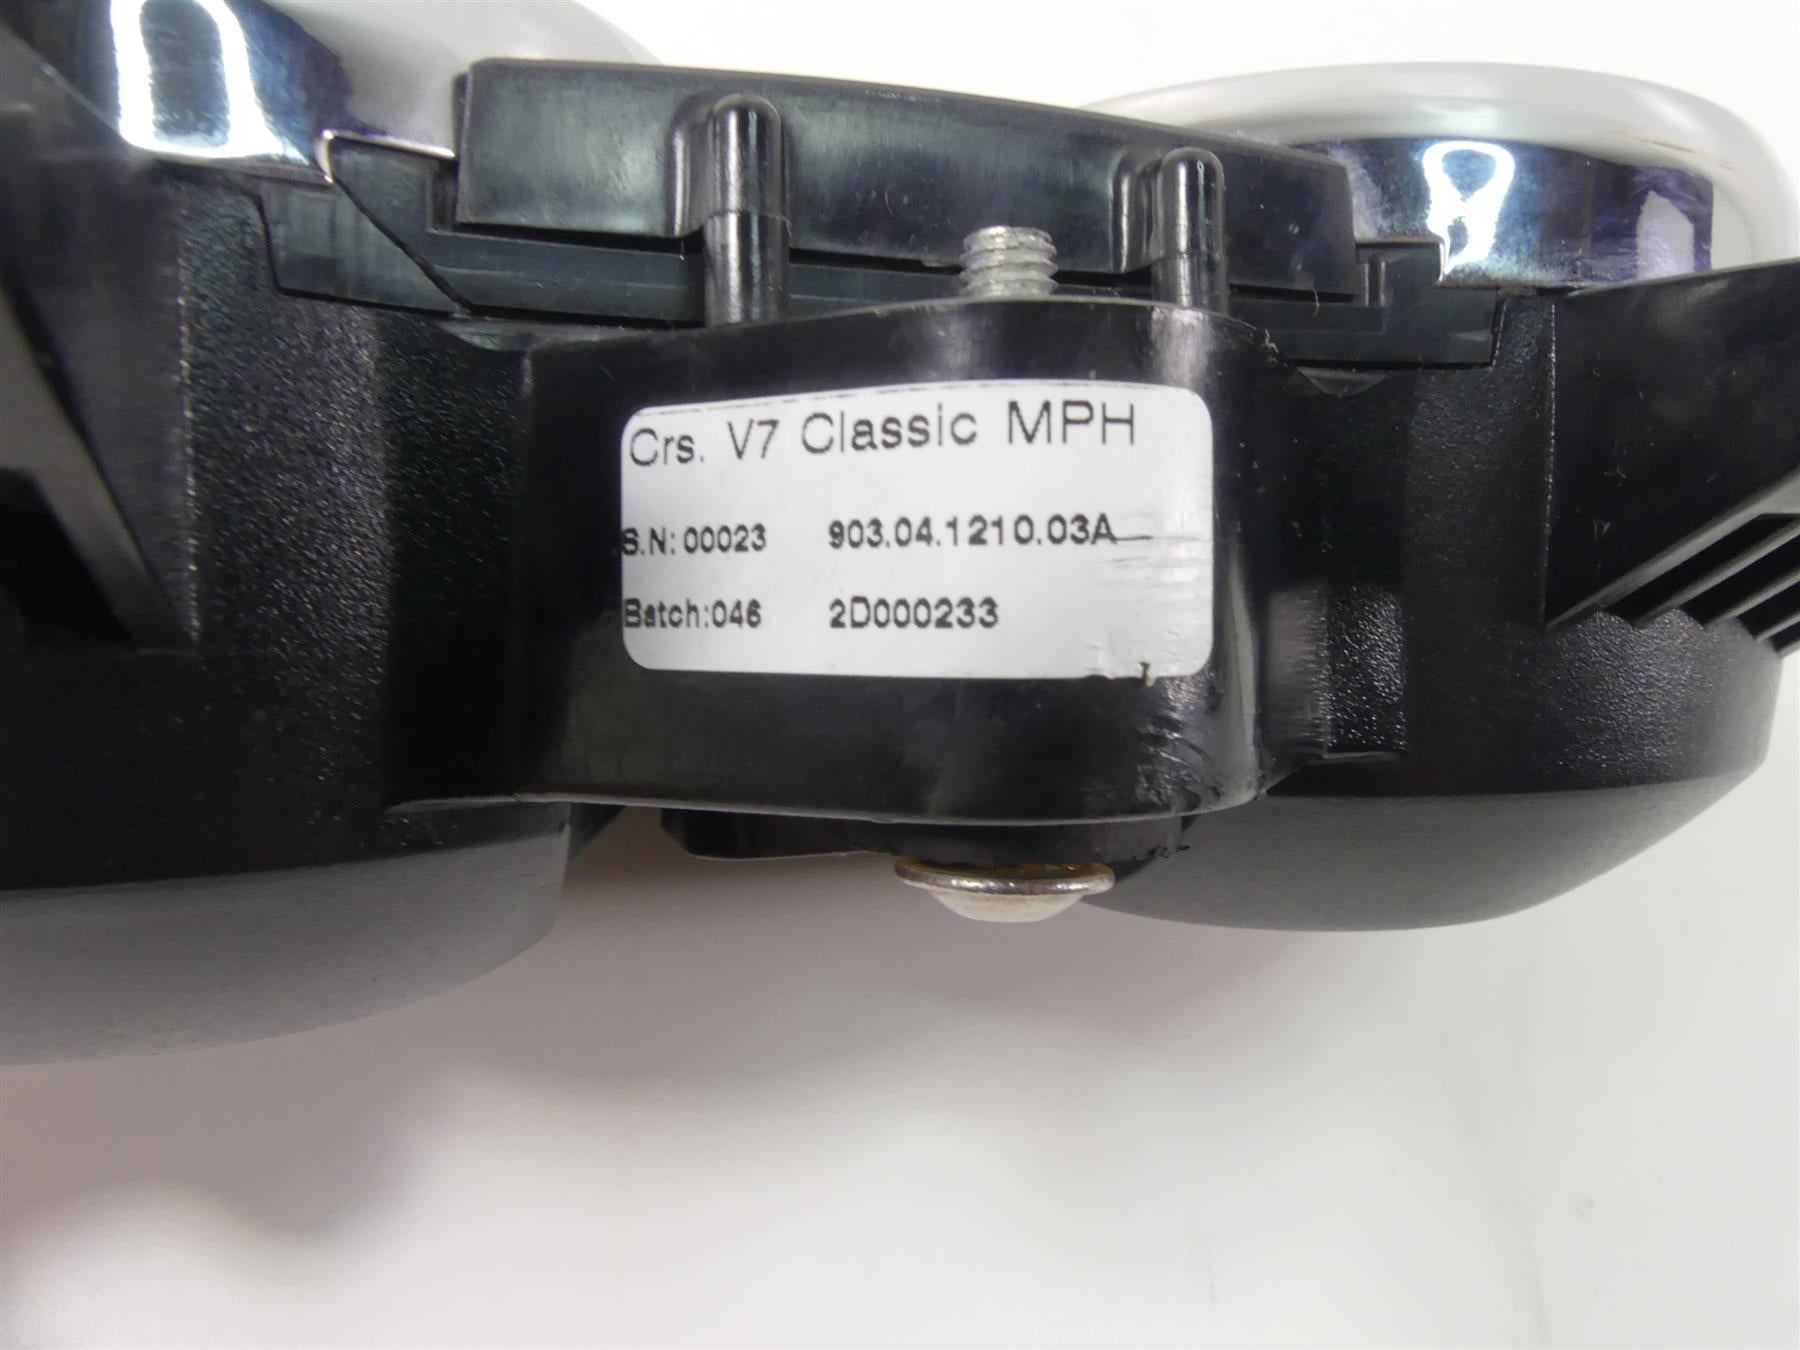 Crs. V7 Classic MPH
S.N: 00023 903.04.1210.03A
Batch:046 2D000233